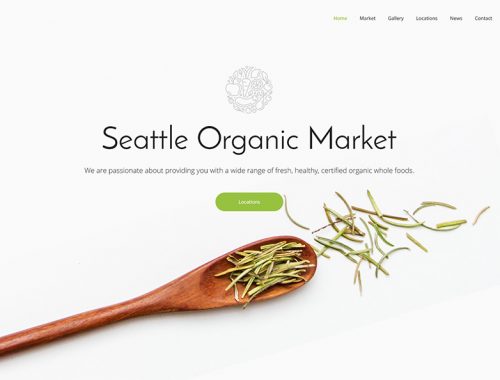 Home Market Gallery Locations News Contact
Seattle Organic Market
We are passionate about providing you with a wide range of fresh, healthy, certified organic whole foods.
Locations